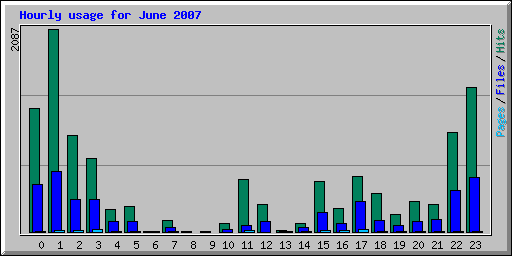 Hourly usage for June 2007
2087
Pages/Files/Hits
0 1 2 3 4 5 6 7 8 9 10 11 12 13 14 15 16 17 18 19 20 21 22 23